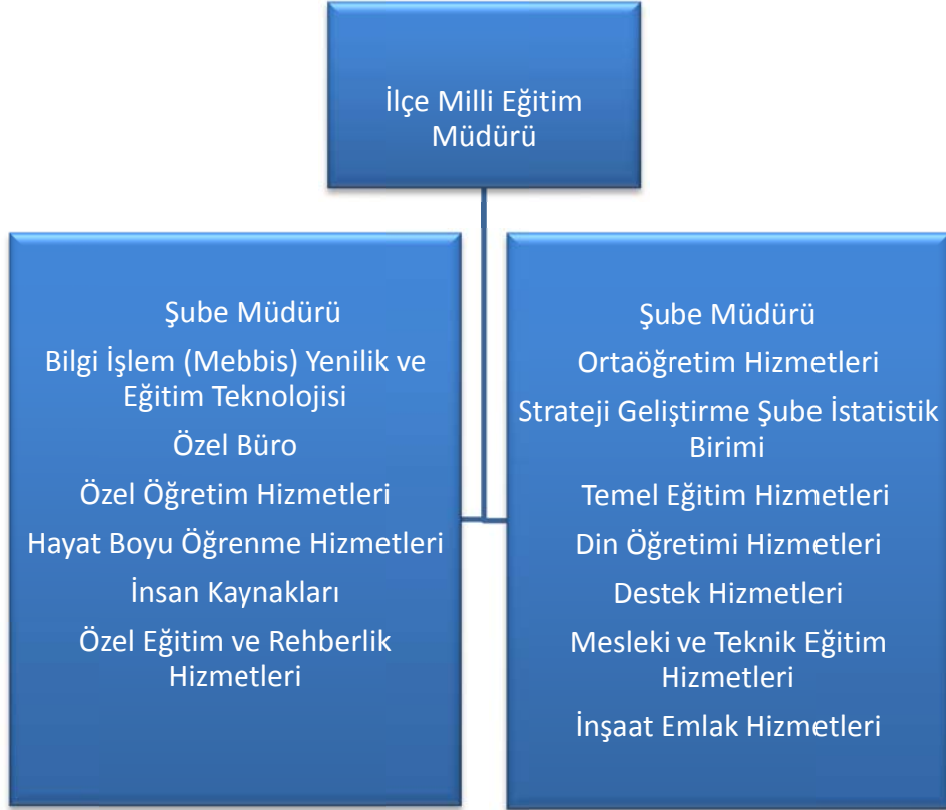 İlçe Milli Eğitim
Müdürü
Şube Müdürü
Bilgi İşlem (Mebbis) Yenilik ve
Eğitim Teknolojisi
Özel Büro
Özel Öğretim Hizmetleri
Hayat Boyu Öğrenme Hizmetleri
İnsan Kaynakları
Özel Eğitim ve Rehberlik
Hizmetleri
Şube Müdürü
Ortaöğretim Hizmetleri
Strateji Geliştirme Şube İstatistik
Birimi
Temel Eğitim Hizmetleri
Din Öğretimi Hizmetleri
Destek Hizmetleri
Mesleki ve Teknik Eğitim
Hizmetleri
İnşaat Emlak Hizmetleri